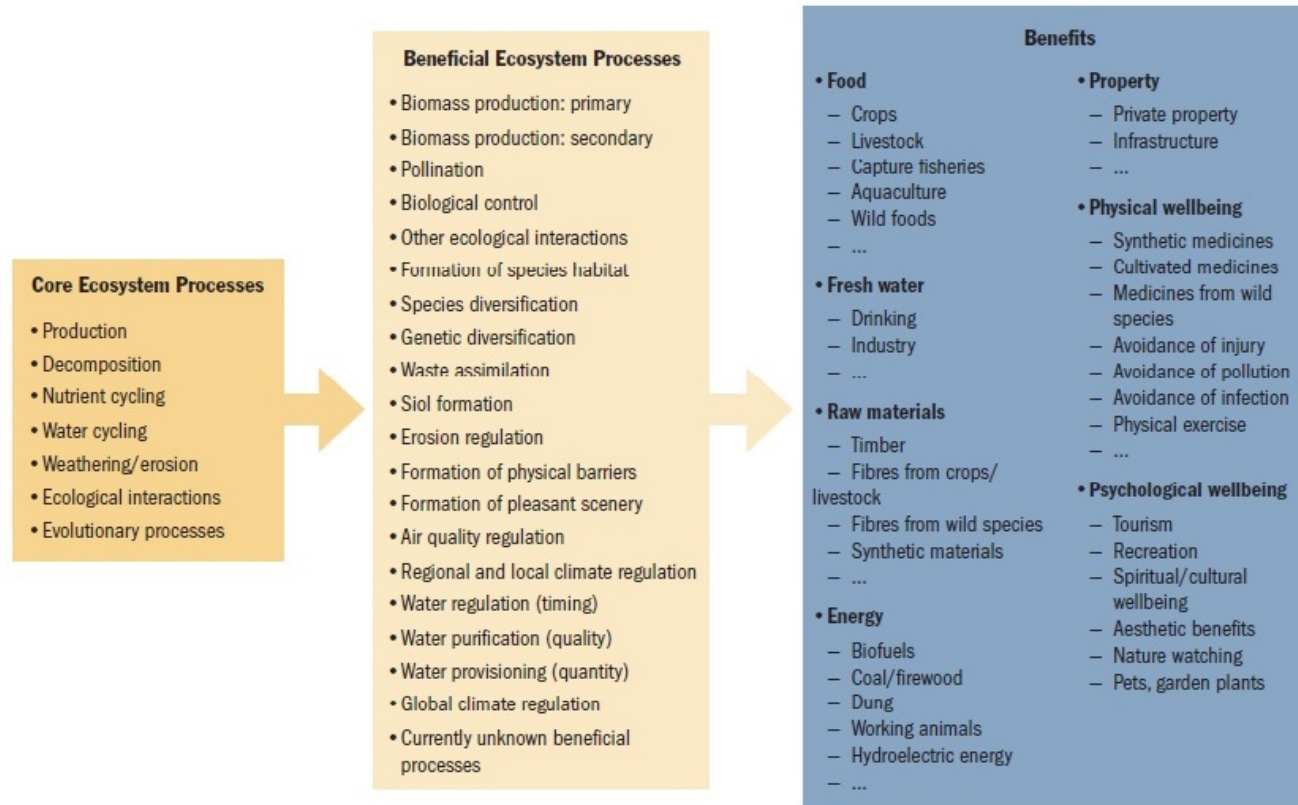 Core Ecosystem Processes
• Production
• Decomposition
• Nutrient cycling
• Water cycling
• Weathering/erosion
• Ecological interactions
• Evolutionary processes
Beneficial Ecosystem Processes
• Biomass production: primary
• Biomass production: secondary
• Pollination
• Biological control
• Other ecological interactions
• Formation of species habitat
• Species diversification
• Genetic diversification
• Waste assimilation
• Siol formation
• Erosion regulation
• Formation of physical barriers
• Formation of pleasant scenery
• Air quality regulation
• Regional and local climate regulation
• Water regulation (timing)
• Water purification (quality)
• Water provisioning (quantity)
• Global climate regulation
• Currently unknown beneficial
processes
Benefits
• Food
– Crops
– Livestock
– Capture fisheries
– Aquaculture
– Wild foods
– ...
• Fresh water
– Drinking
– Industry
– ...
• Raw materials
– Timber
– Fibres from crops/
livestock
– Fibres from wild species
– Synthetic materials
– ...
• Energy
– Biofuels
– Coal/firewood
– Dung
– Working animals
– Hydroelectric energy
– ...
• Property
– Private property
– Infrastructure
– ...
• Physical wellbeing
– Synthetic medicines
– Cultivated medicines
– Medicines from wild
species
– Avoidance of injury
– Avoidance of pollution
– Avoidance of infection
– Physical exercise
– ...
• Psychological wellbeing
– Tourism
– Recreation
– Spiritual/cultural
wellbeing
– Aesthetic benefits
– Nature watching
– Pets, garden plants